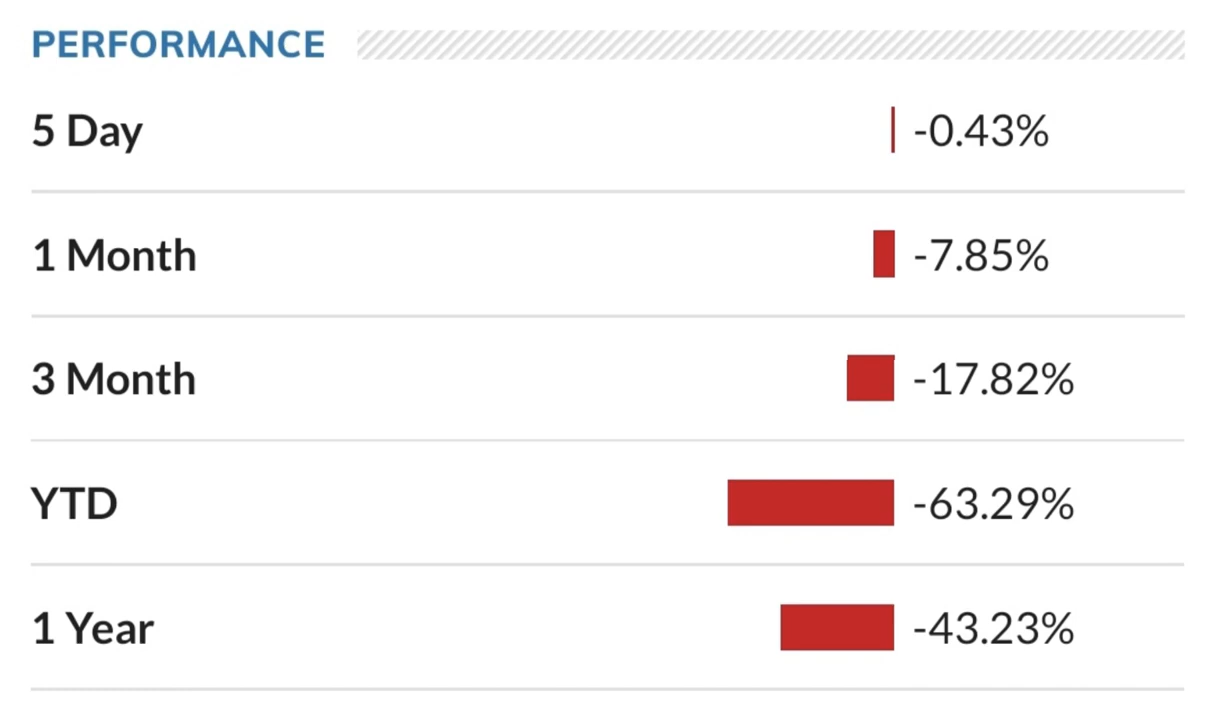 PERFORMANCE
5 Day -0.43%
1 Month -7.85%
3 Month -17.82%
YTD -63.29%
1 Year -43.23%